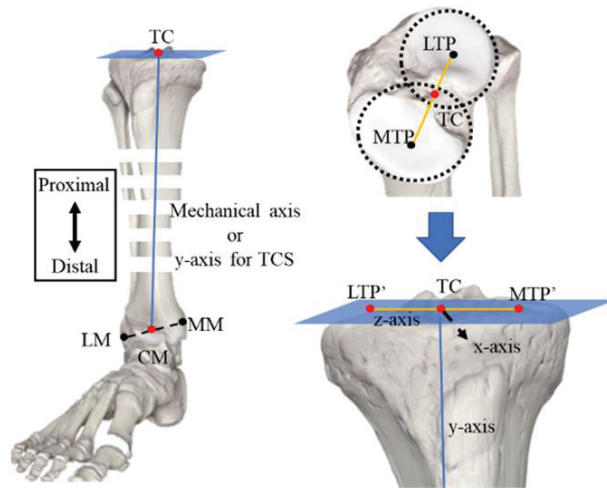 TC
Proximal
Distal
Mechanical axis
or
y-axis for TCS
LM
MM
CM
LTP
TC
MTP
LTP’
TC
MTP’
z-axis
x-axis
y-axis